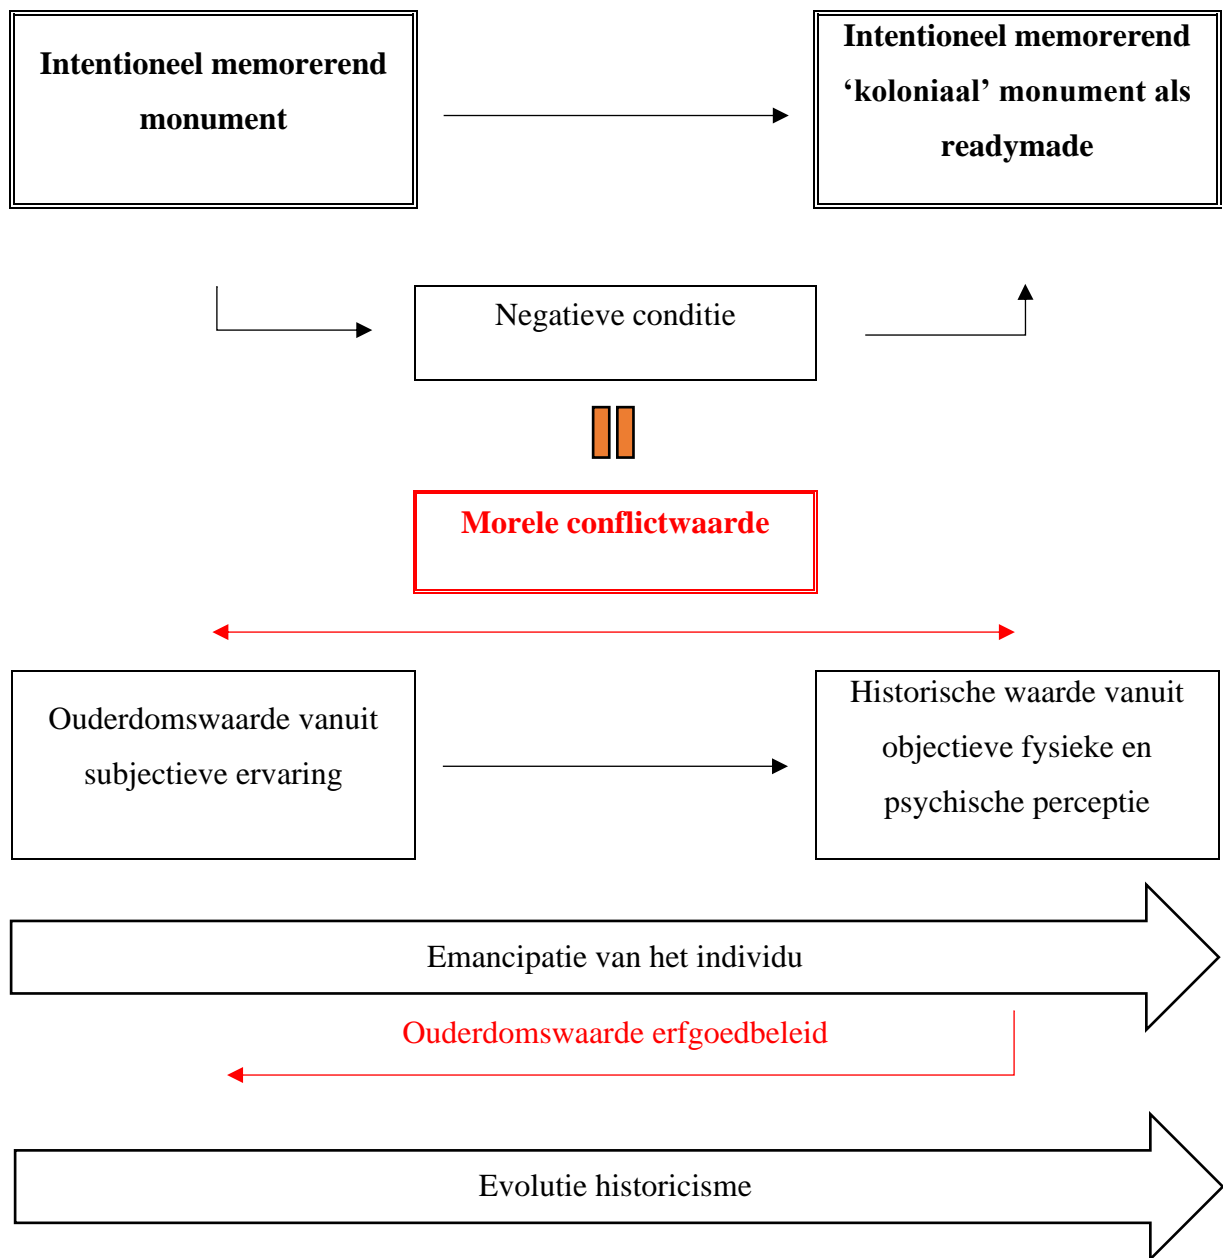 Intentioneel memorerend
monument
Intentioneel memorerend
‘koloniaal’ monument als
readymade
Negatieve conditie
Morele conflictwaarde
Ouderdomswaarde vanuit
subjectieve ervaring
Historische waarde vanuit
objectieve fysieke en
psychische perceptie
Emancipatie van het individu
Ouderdomswaarde erfgoedbeleid
Evolutie historicisme